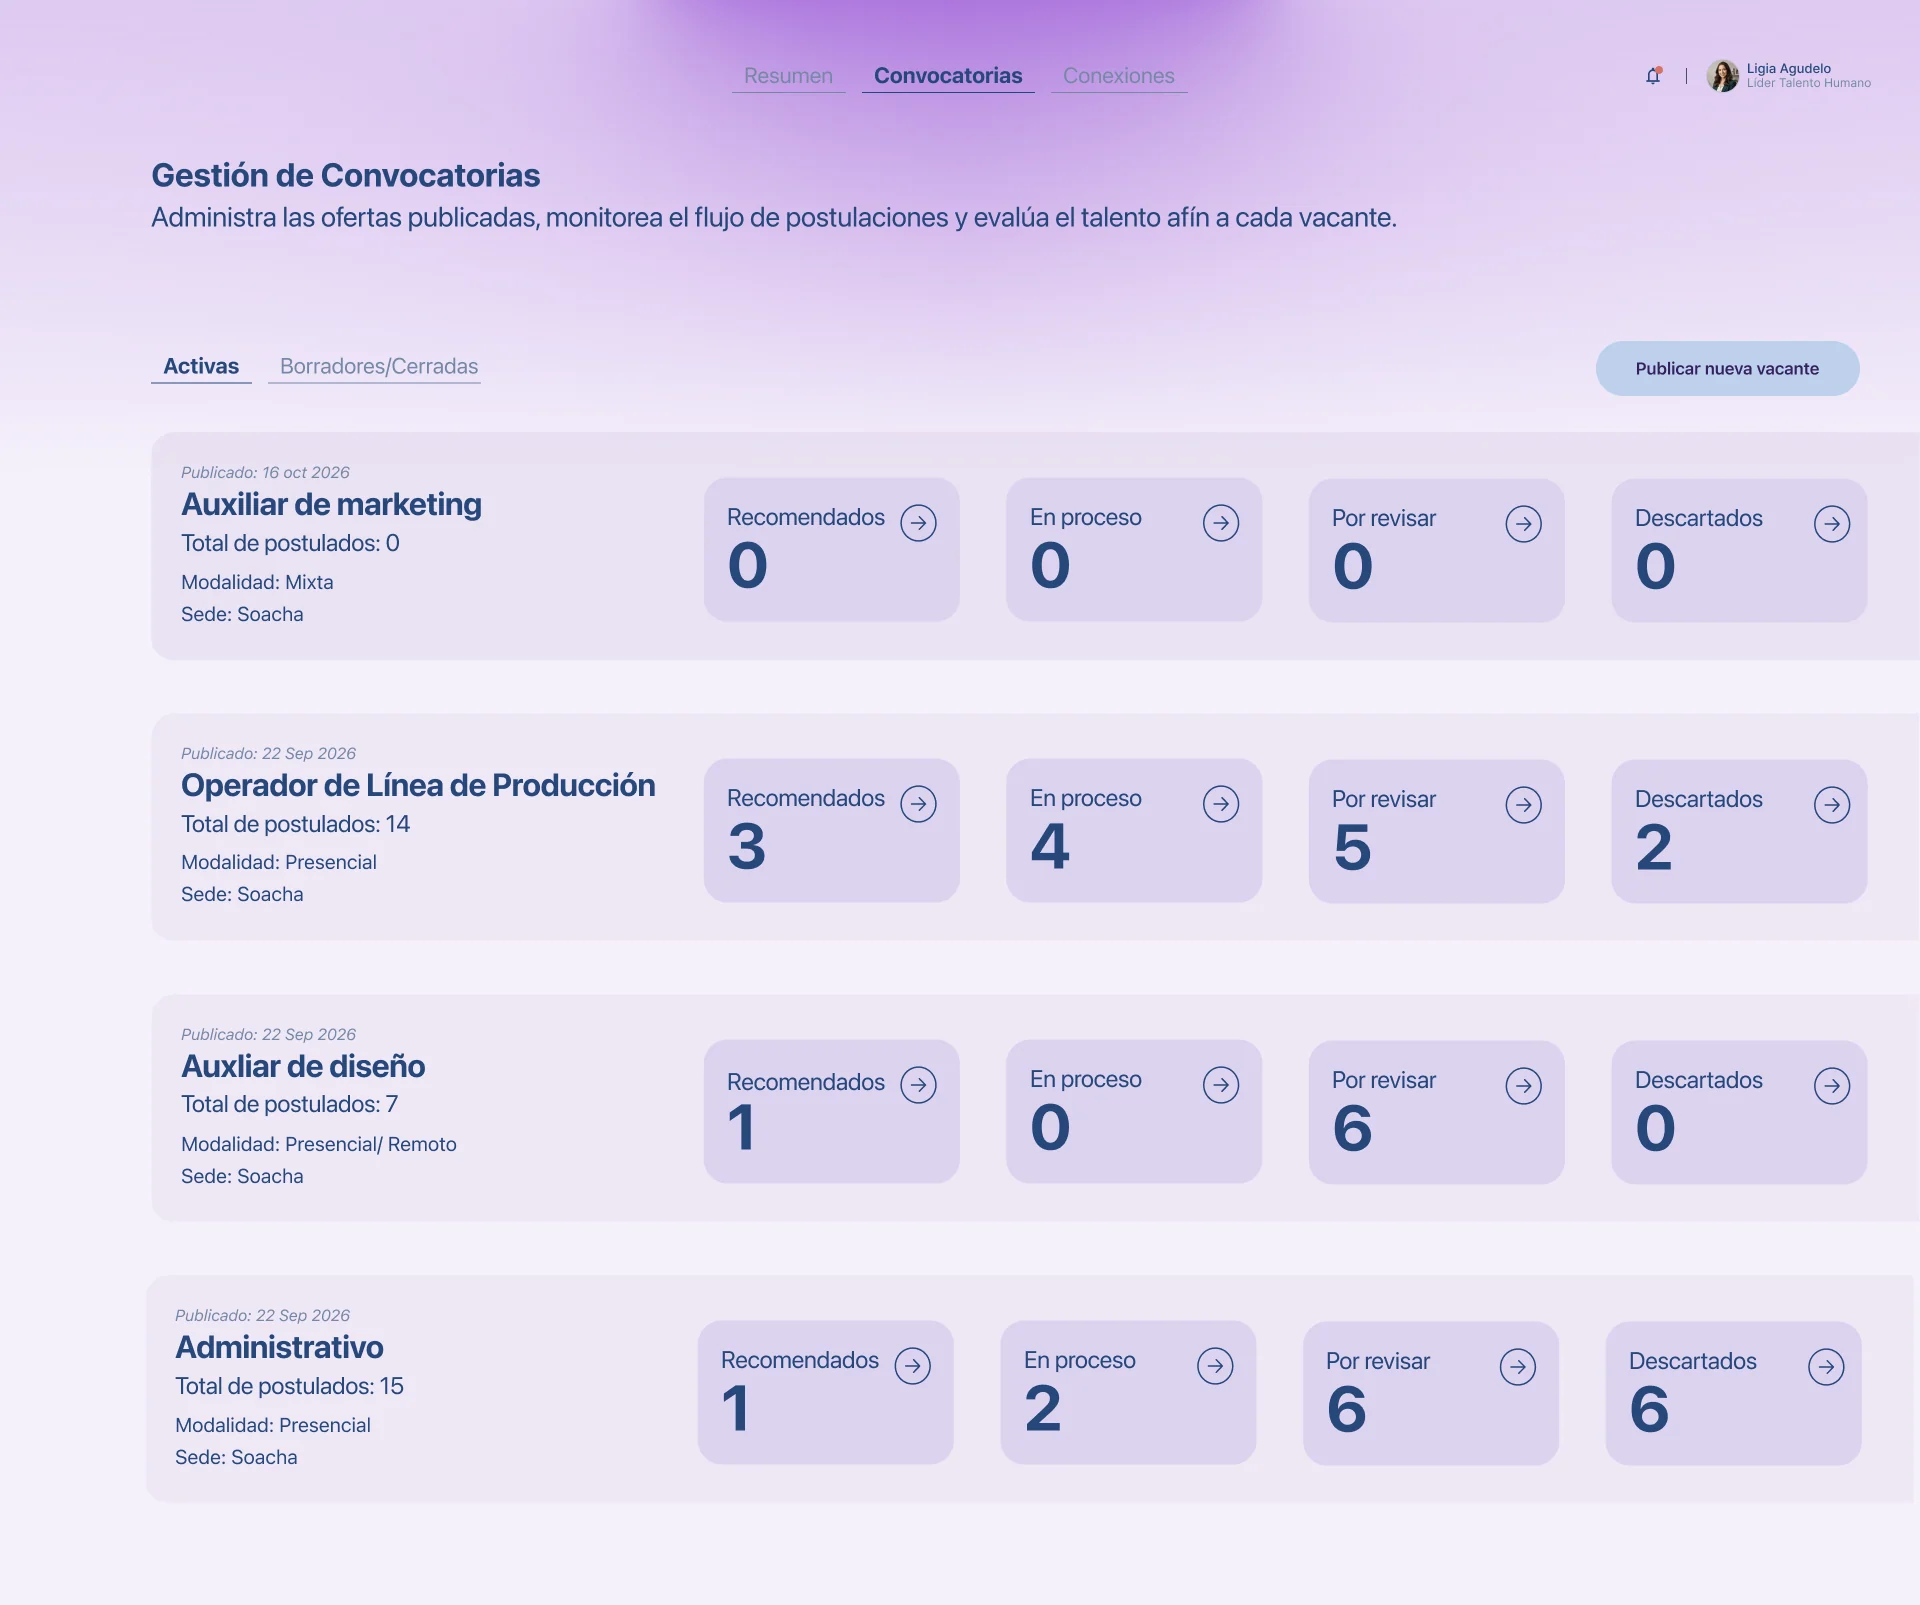 Resumen
Convocatorias
Conexiones
Ligia Agudelo
Líder Talento Humano
Gestión de Convocatorias
Administra las ofertas publicadas, monitorea el flujo de postulaciones y evalúa el talento afín a cada vacante.
Activas
Borradores/Cerradas
Publicar nueva vacante
Publicado: 16 oct 2026
Auxiliar de marketing
Total de postulados: 0
Modalidad: Mixta
Sede: Soacha
Recomendados
0
En proceso
0
Por revisar
0
Descartados
0
Publicado: 22 Sep 2026
Operador de Línea de Producción
Total de postulados: 14
Modalidad: Presencial
Sede: Soacha
Recomendados
3
En proceso
4
Por revisar
5
Descartados
2
Publicado: 22 Sep 2026
Auxliar de diseño
Total de postulados: 7
Modalidad: Presencial/ Remoto
Sede: Soacha
Recomendados
1
En proceso
0
Por revisar
6
Descartados
0
Publicado: 22 Sep 2026
Administrativo
Total de postulados: 15
Modalidad: Presencial
Sede: Soacha
Recomendados
1
En proceso
2
Por revisar
6
Descartados
6